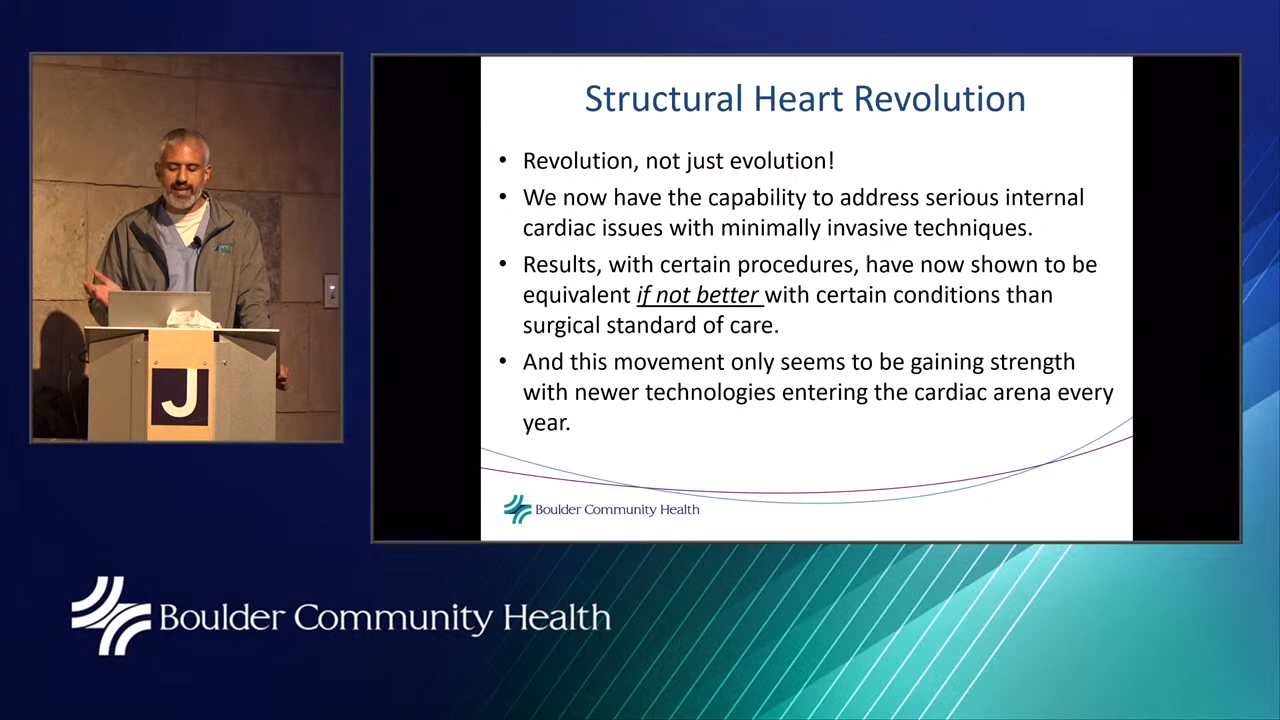 Structural Heart Revolution
• Revolution, not just evolution!
• We now have the capability to address serious internal
cardiac issues with minimally invasive techniques.
• Results, with certain procedures, have now shown to be
equivalent if not better with certain conditions than
surgical standard of care.
• And this movement only seems to be gaining strength
with newer technologies entering the cardiac arena every
year.
Boulder Community Health
J
Boulder Community Health